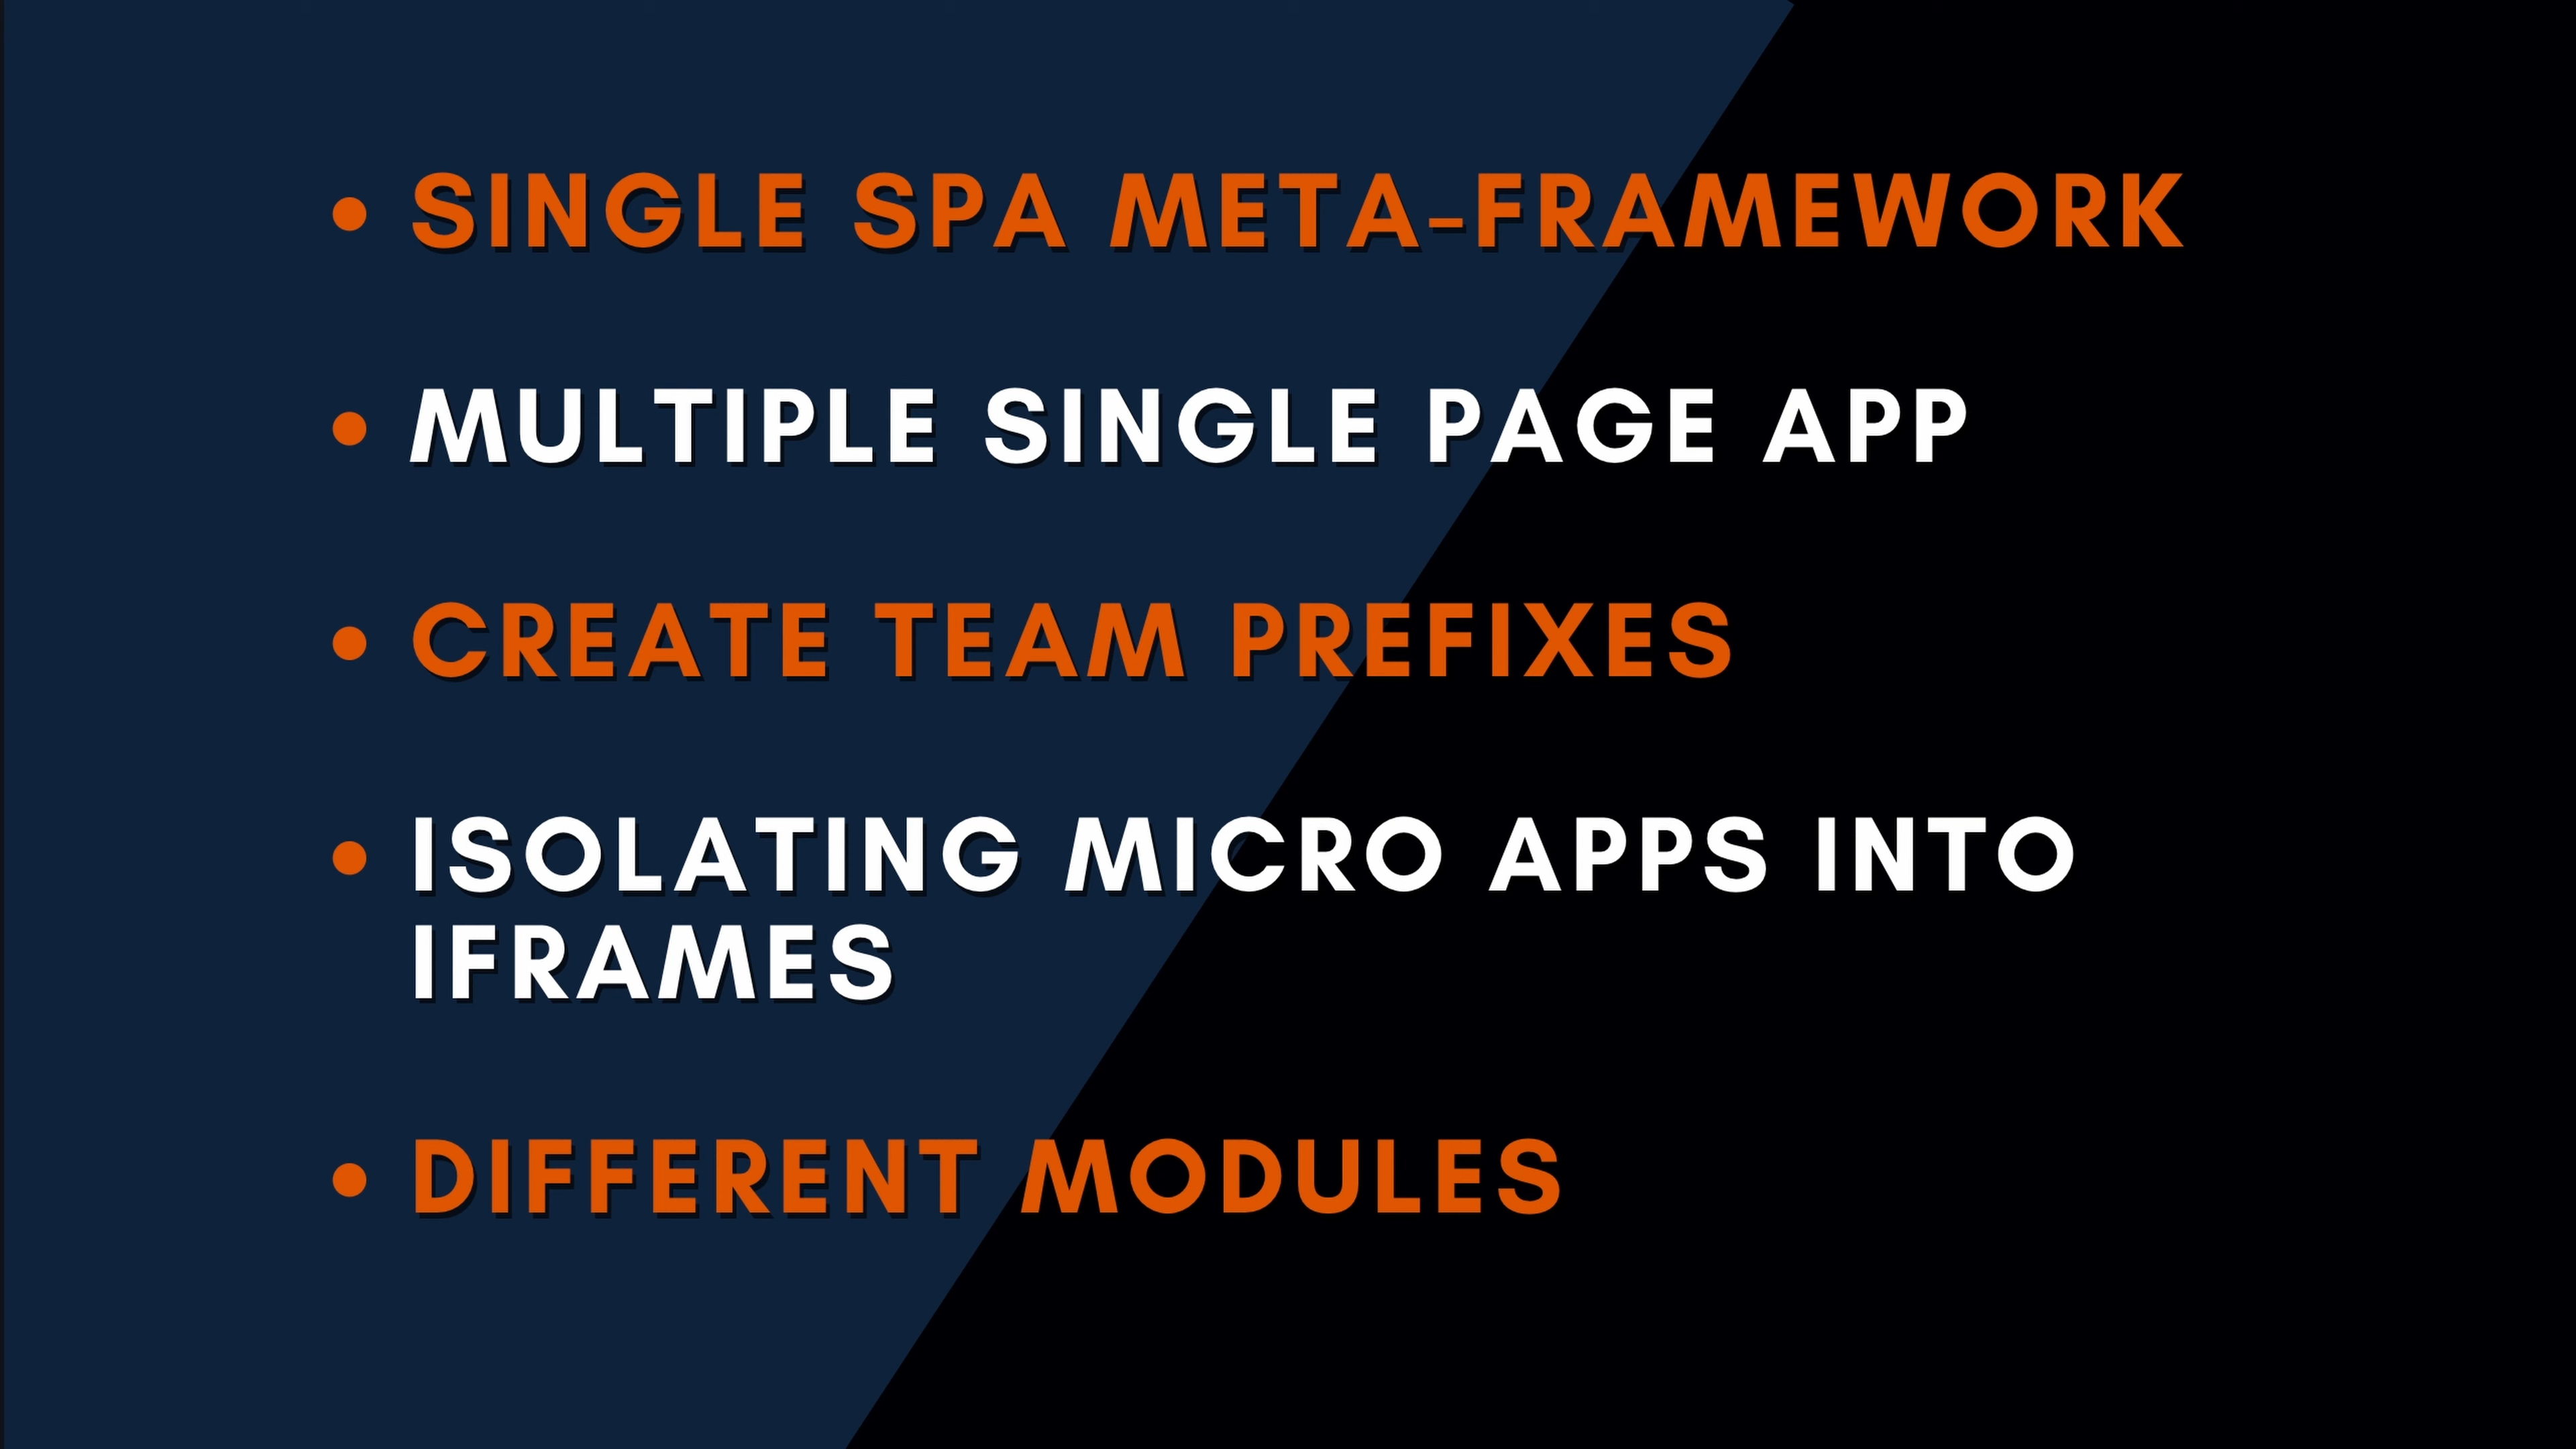 • SINGLE SPA META-FRAMEWORK
• MULTIPLE SINGLE PAGE APP
• CREATE TEAM PREFIXES
• ISOLATING MICRO APPS INTO
IFRAMES
• DIFFERENT MODULES